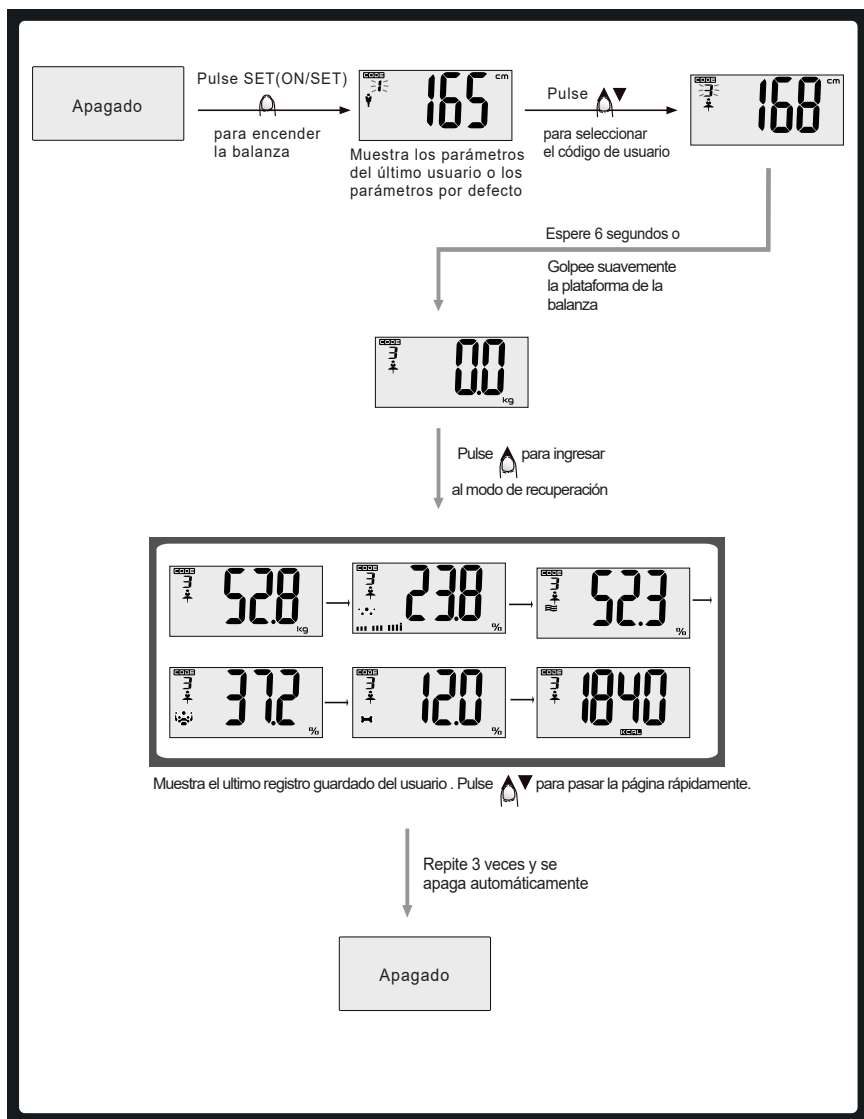 Apagado
Pulse SET(ON/SET)
para encender
la balanza
CODE
1
165 cm
Muestra los parámetros
del último usuario o los
parámetros por defecto
Pulse ▲▼
para seleccionar
el código de usuario
CODE
3
168 cm
Espere 6 segundos o
Golpee suavemente
la plataforma de la
balanza
CODE
3
0.0 kg
Pulse ▲ para ingresar
al modo de recuperación
CODE
3
52.8 kg
CODE
3
23.8 %
CODE
3
52.3 %
CODE
3
37.2 %
CODE
3
12.0 %
CODE
3
1840
KCAL
Muestra el ultimo registro guardado del usuario . Pulse ▲▼ para pasar la página rápidamente.
Repite 3 veces y se
apaga automáticamente
Apagado